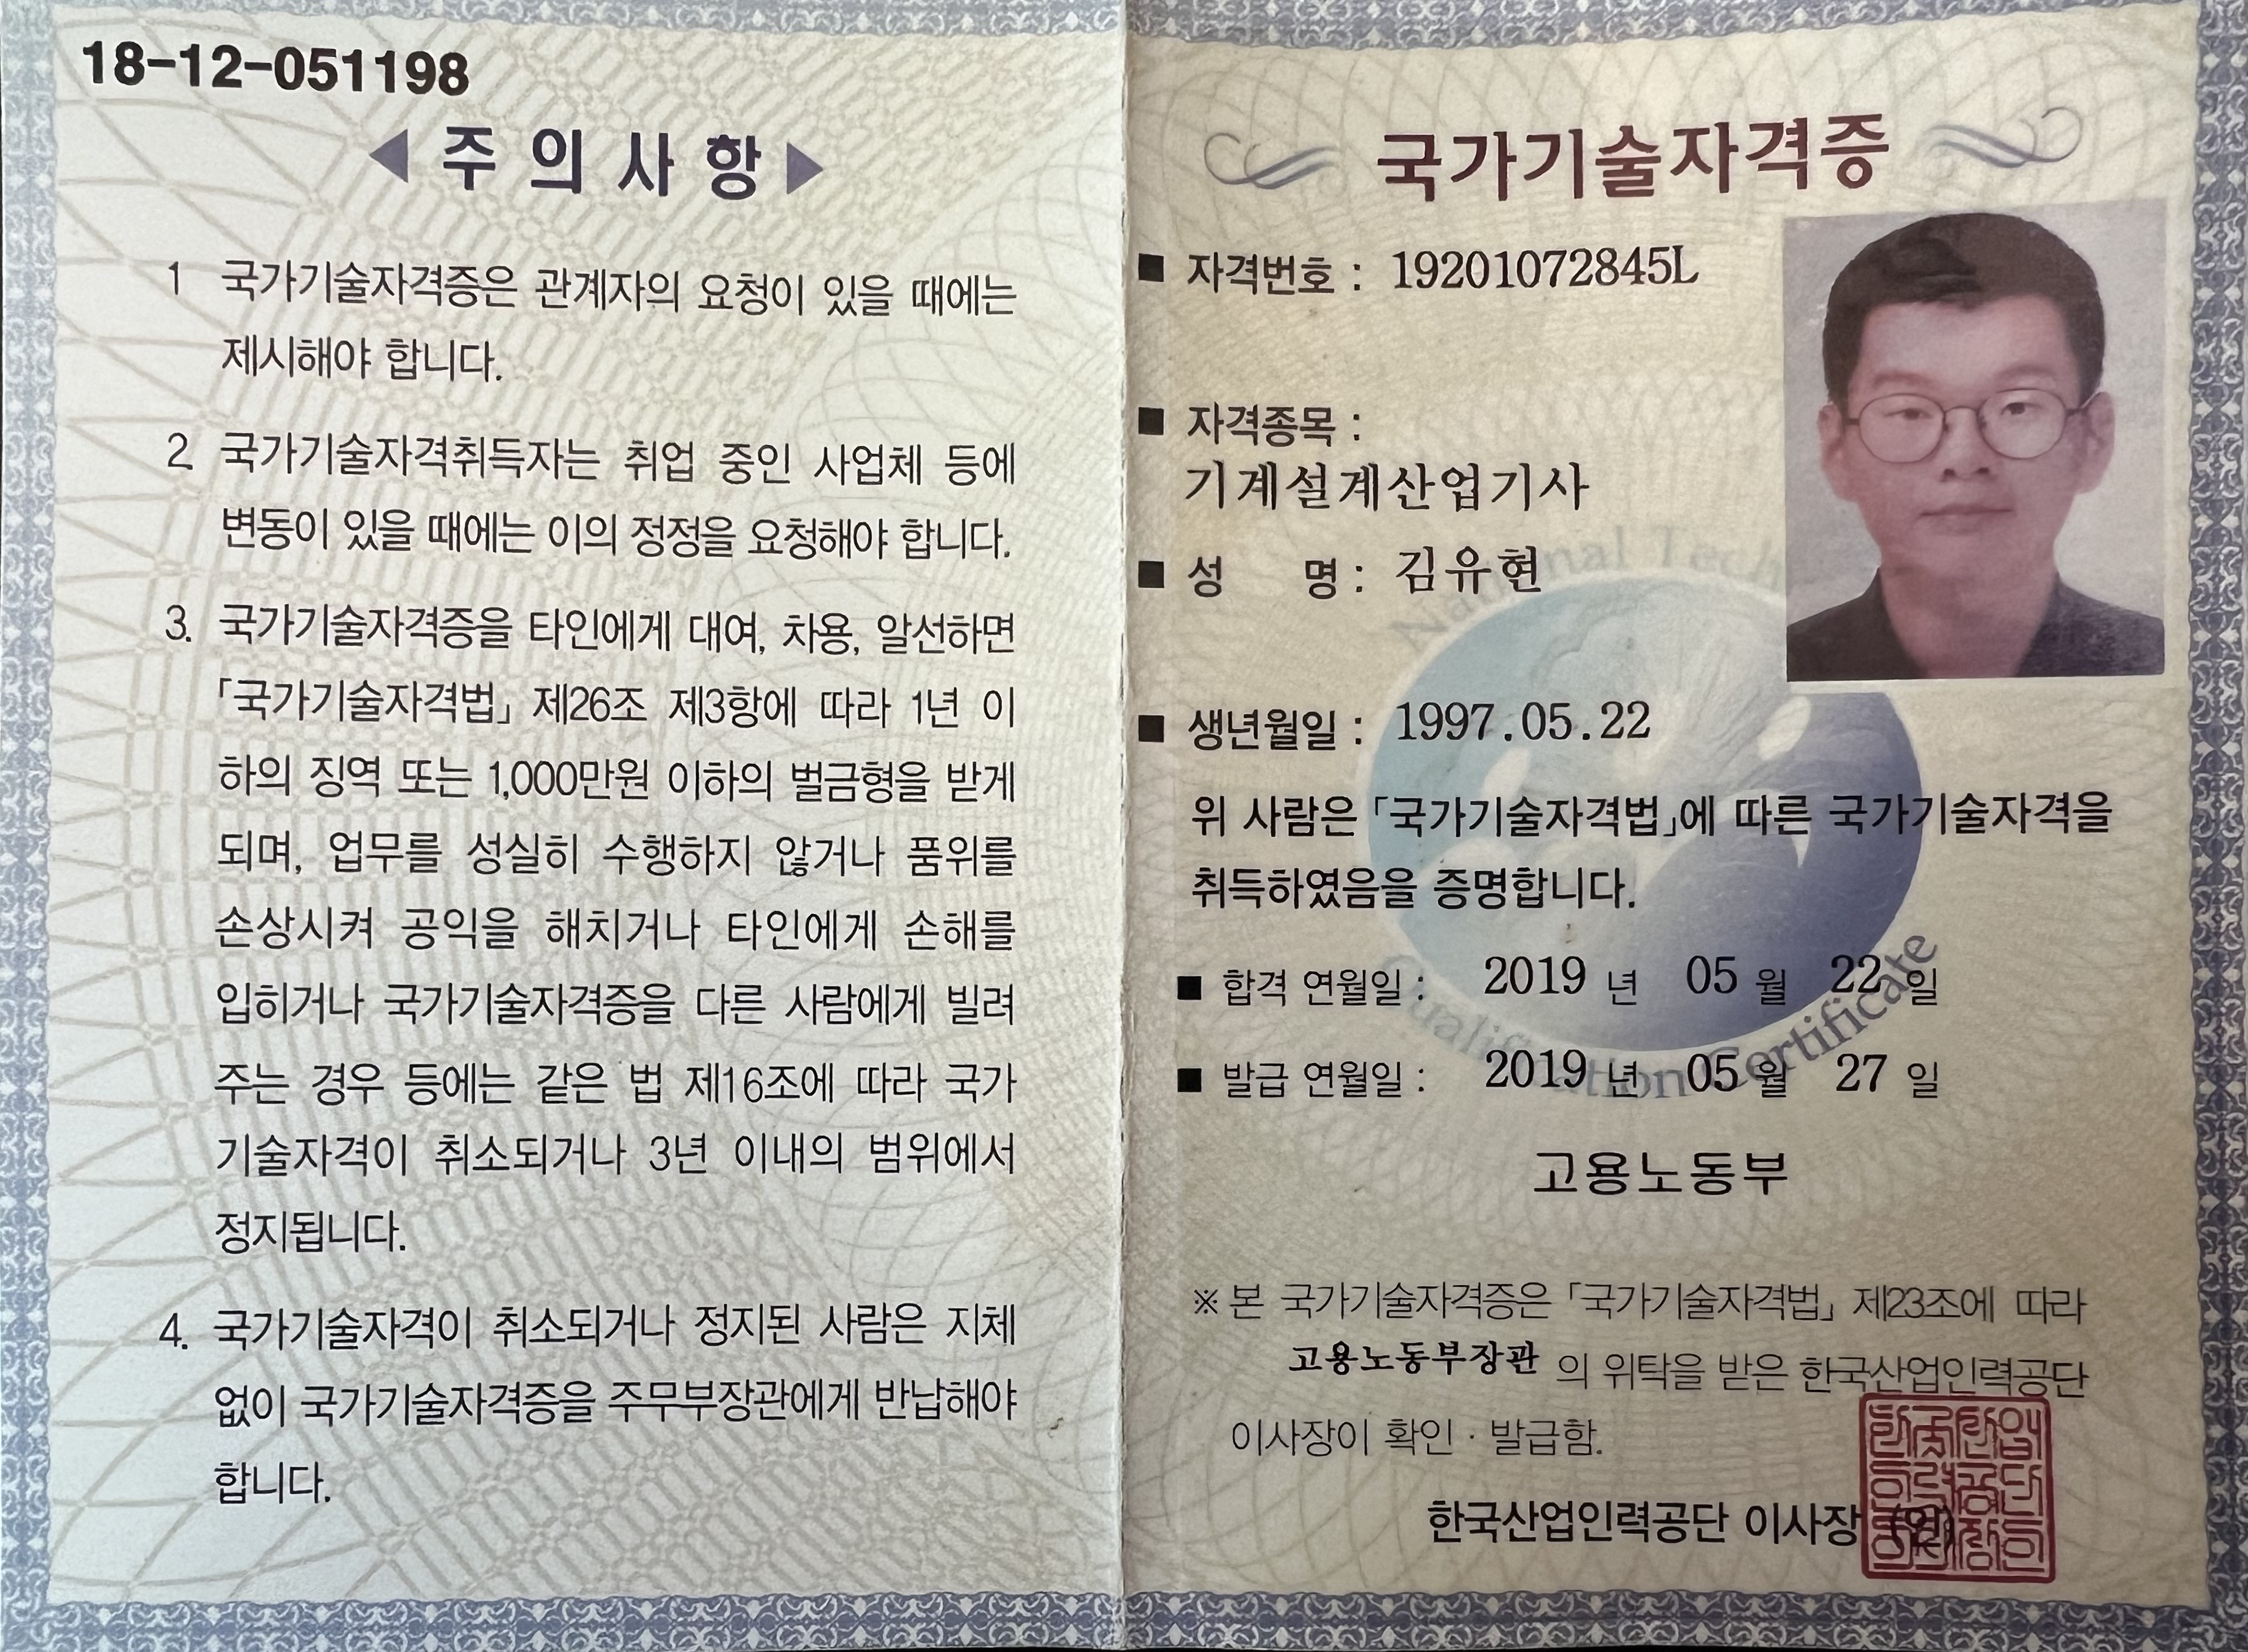 18-12-051198
◀ 주의사항 ▶
1 국가기술자격증은 관계자의 요청이 있을 때에는
제시해야 합니다.
2. 국가기술자격취득자는 취업 중인 사업체 등에
변동이 있을 때에는 이의 정정을 요청해야 합니다.
3. 국가기술자격증을 타인에게 대여, 차용, 알선하면
「국가기술자격법」 제26조 제3항에 따라 1년 이
하의 징역 또는 1,000만원 이하의 벌금형을 받게
되며, 업무를 성실히 수행하지 않거나 품위를
손상시켜 공익을 해치거나 타인에게 손해를
입히거나 국가기술자격증을 다른 사람에게 빌려
주는 경우 등에는 같은 법 제16조에 따라 국가
기술자격이 취소되거나 3년 이내의 범위에서
정지됩니다.
4. 국가기술자격이 취소되거나 정지된 사람은 지체
없이 국가기술자격증을 주무부장관에게 반납해야
합니다.
국가기술자격증
■ 자격번호 : 19201072845L
■ 자격종목 :
기계설계산업기사
■ 성 명 : 김유현
■ 생년월일 : 1997.05.22
위 사람은 「국가기술자격법」에 따른 국가기술자격을
취득하였음을 증명합니다.
■ 합격 연월일 : 2019 년 05 월 22 일
■ 발급 연월일 : 2019 년 05 월 27 일
고용노동부
※ 본 국가기술자격증은 「국가기술자격법」 제23조에 따라
고용노동부장관 의 위탁을 받은 한국산업인력공단
이사장이 확인 · 발급함.
한국산업인력공단 이사장 (인)